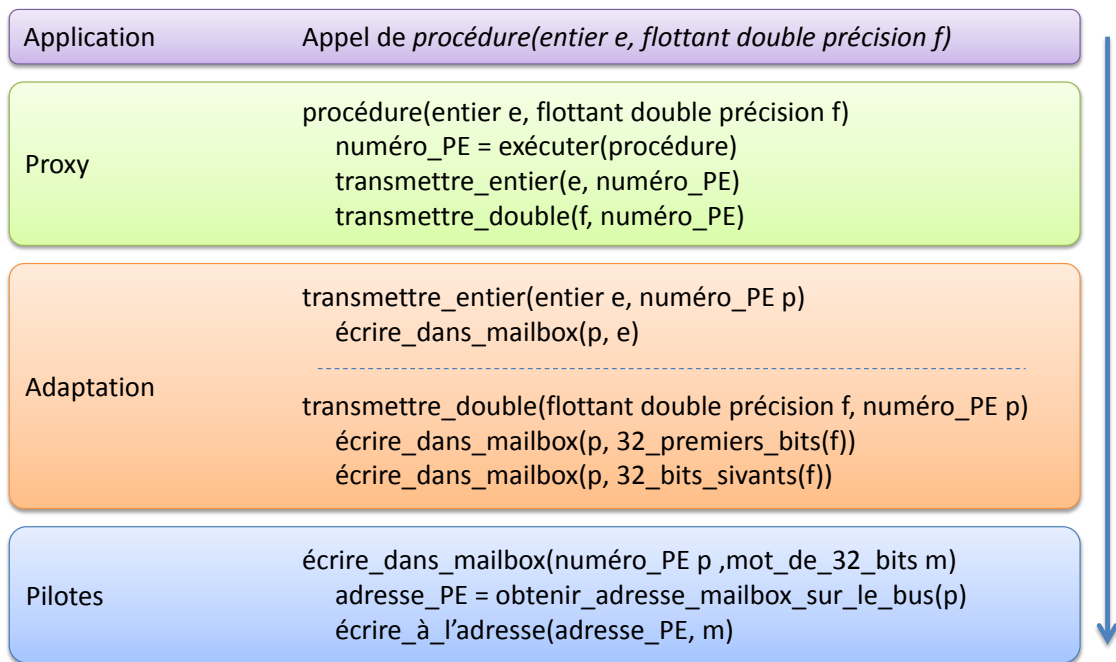 Application
Appel de procédure(entier e, flottant double précision f)
Proxy
procédure(entier e, flottant double précision f)
numéro_PE = exécuter(procédure)
transmettre_entier(e, numéro_PE)
transmettre_double(f, numéro_PE)
Adaptation
transmettre_entier(entier e, numéro_PE p)
écrire_dans_mailbox(p, e)
transmettre_double(flottant double précision f, numéro_PE p)
écrire_dans_mailbox(p, 32_premiers_bits(f))
écrire_dans_mailbox(p, 32_bits_sivants(f))
Pilotes
écrire_dans_mailbox(numéro_PE p ,mot_de_32_bits m)
adresse_PE = obtenir_adresse_mailbox_sur_le_bus(p)
écrire_à_l’adresse(adresse_PE, m)